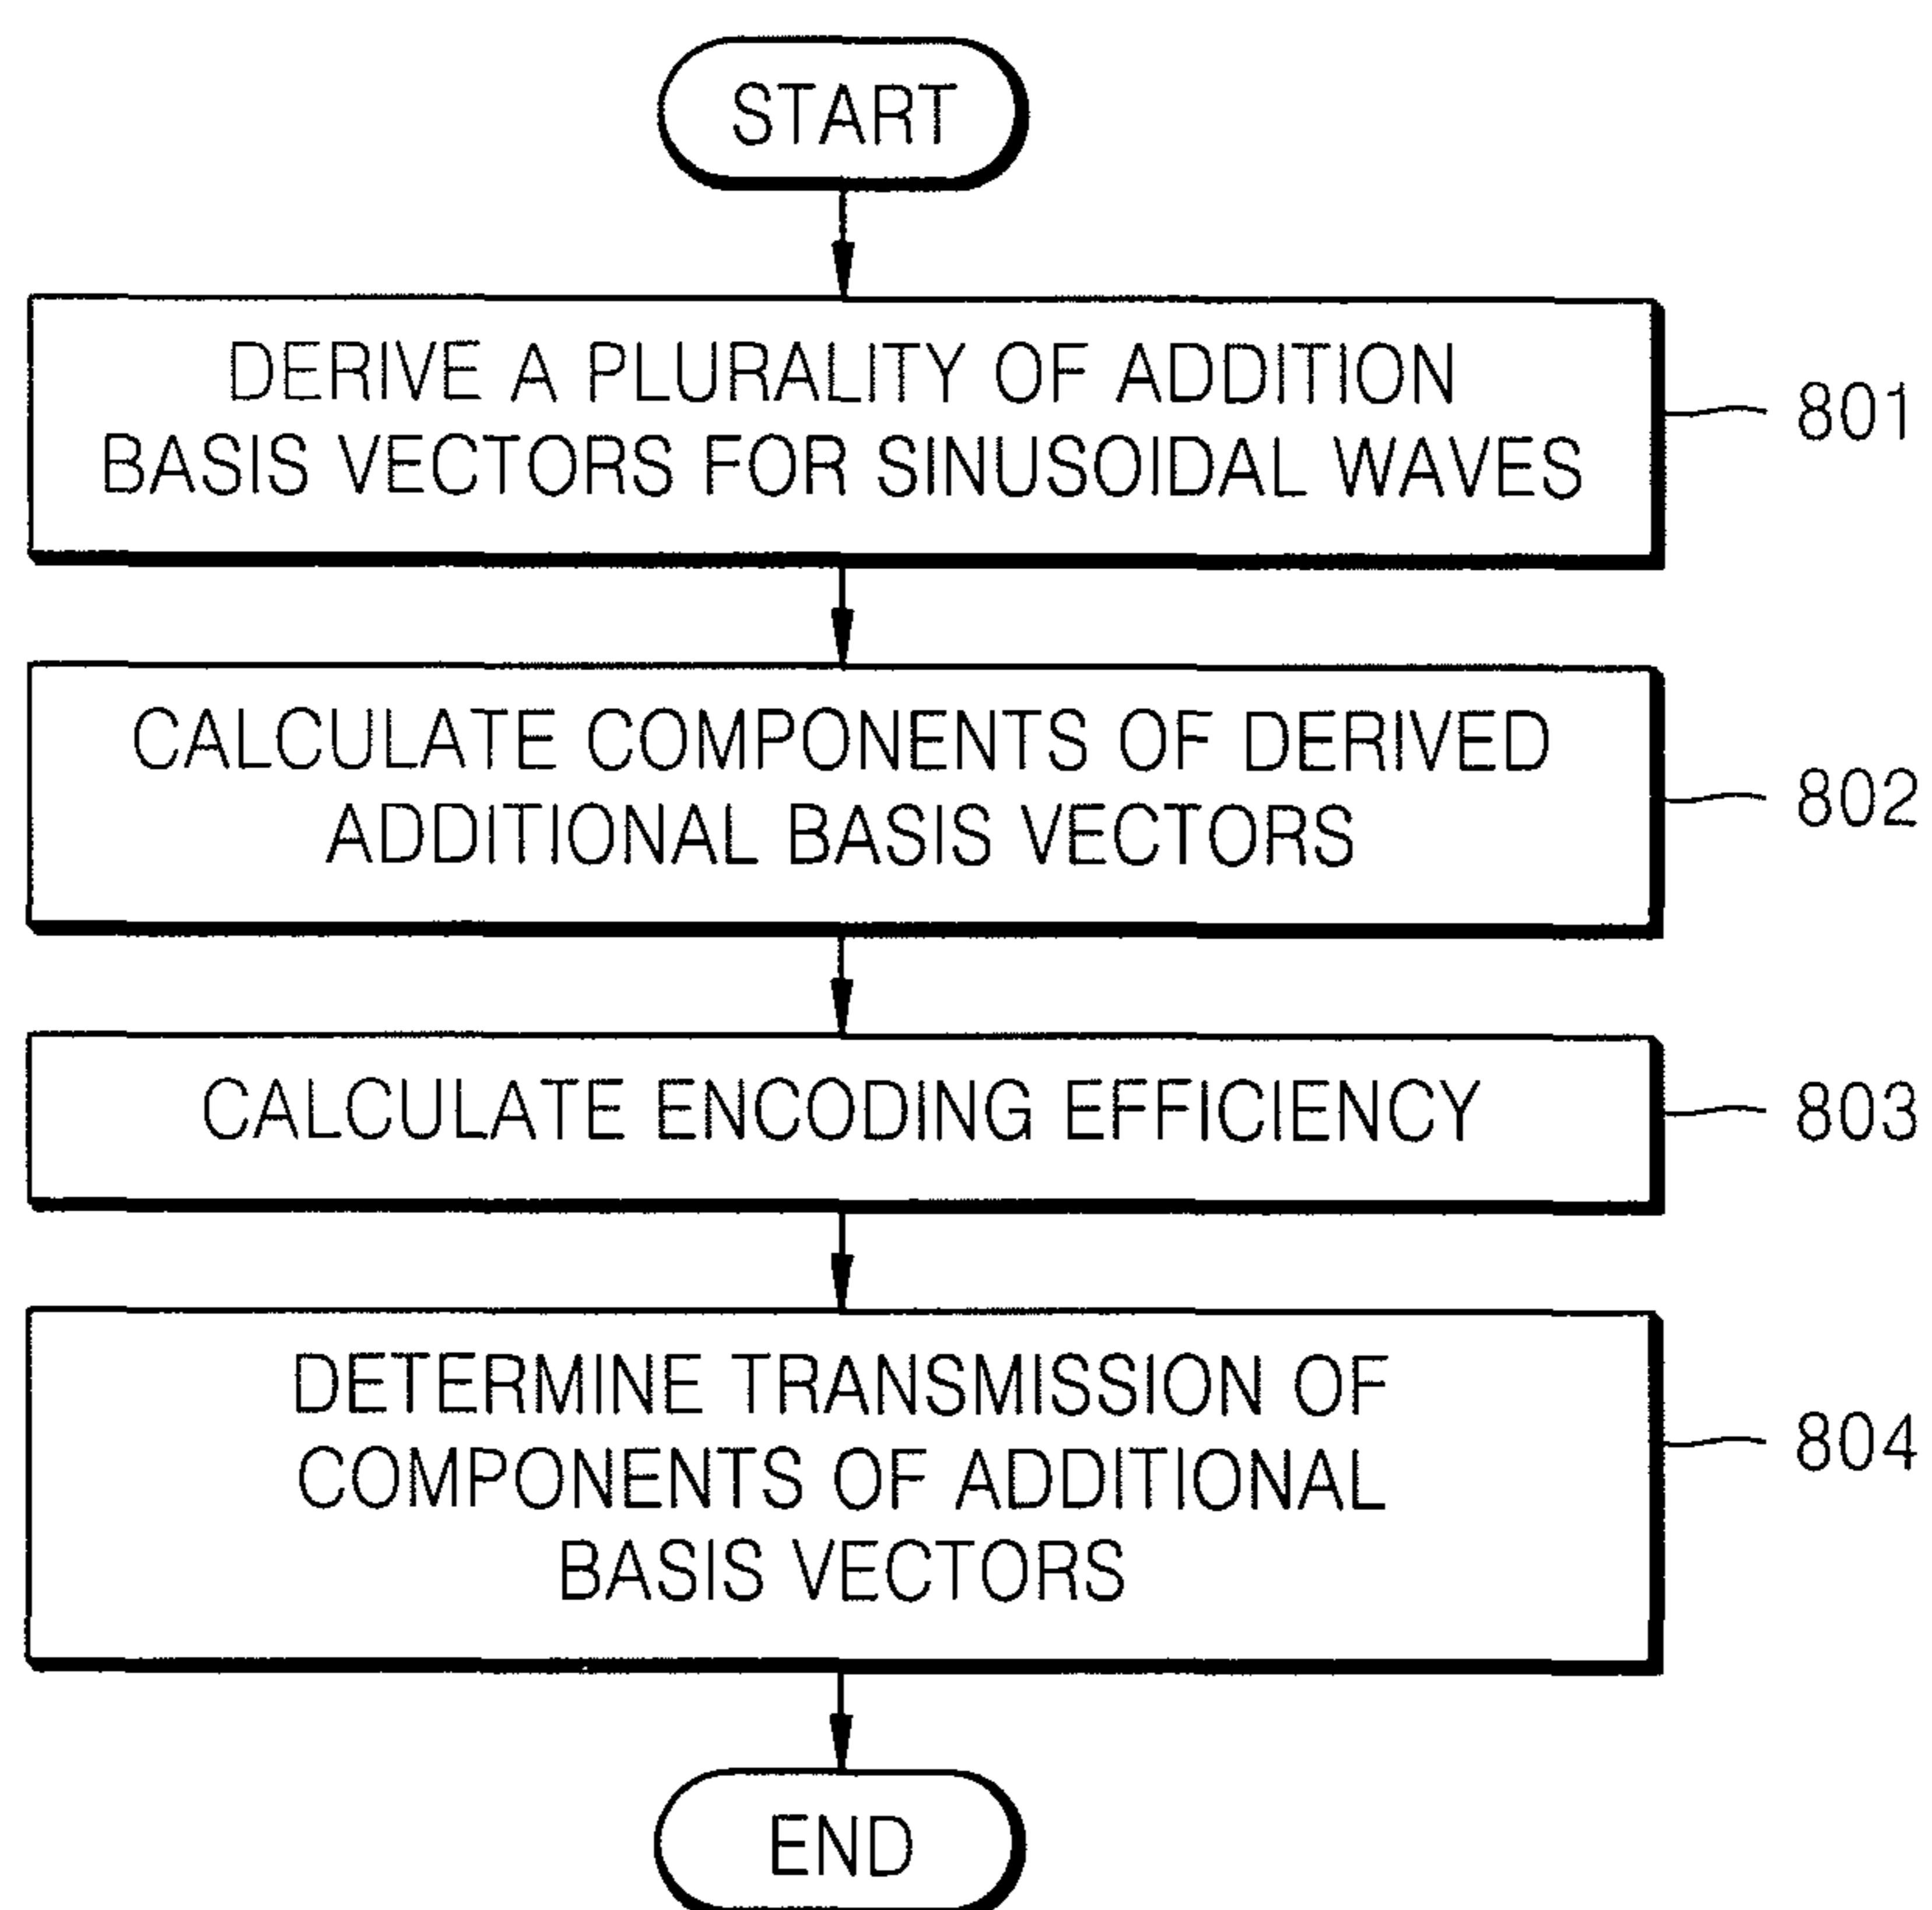 START
DERIVE A PLURALITY OF ADDITION
BASIS VECTORS FOR SINUSOIDAL WAVES
801
CALCULATE COMPONENTS OF DERIVED
ADDITIONAL BASIS VECTORS
802
CALCULATE ENCODING EFFICIENCY
803
DETERMINE TRANSMISSION OF
COMPONENTS OF ADDITIONAL
BASIS VECTORS
804
END